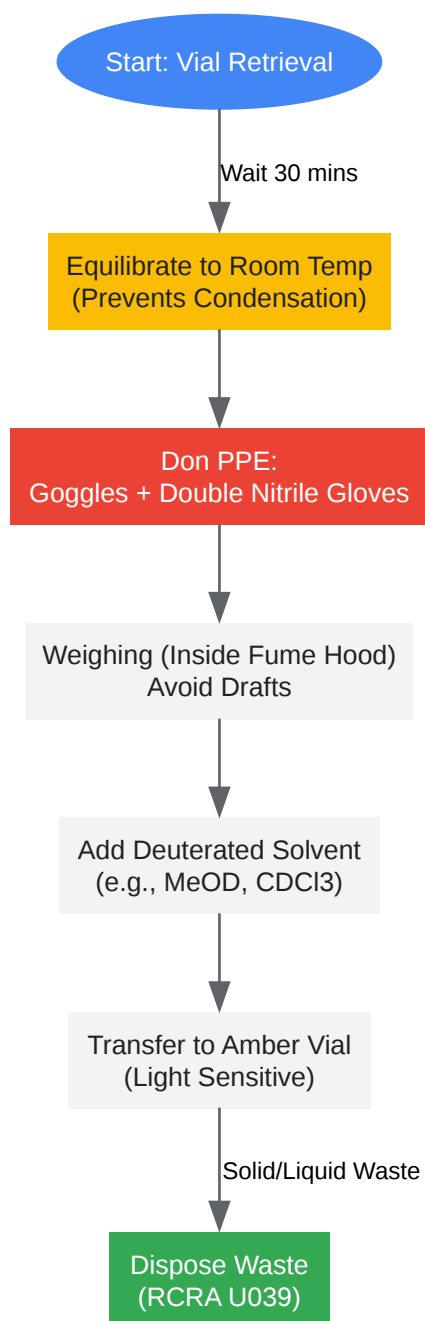 Start: Vial Retrieval
Wait 30 mins
Equilibrate to Room Temp
(Prevents Condensation)
Don PPE:
Goggles + Double Nitrile Gloves
Weighing (Inside Fume Hood)
Avoid Drafts
Add Deuterated Solvent
(e.g., MeOD, CDCl3)
Transfer to Amber Vial
(Light Sensitive)
Solid/Liquid Waste
Dispose Waste
(RCRA U039)